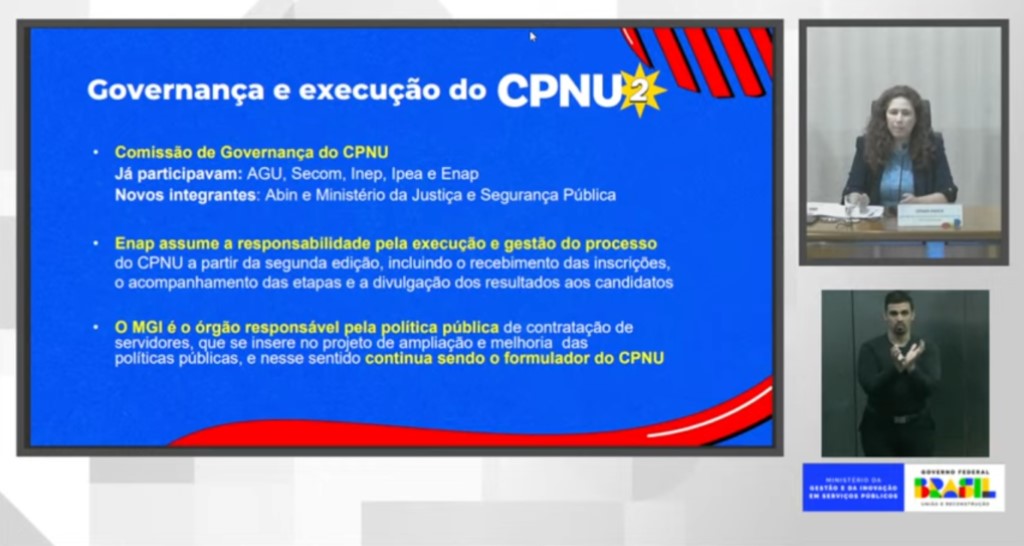 Governança e execução do CPNU2
• Comissão de Governança do CPNU
Já participavam: AGU, Secom, Inep, Ipea e Enap
Novos integrantes: Abin e Ministério da Justiça e Segurança Pública
• Enap assume a responsabilidade pela execução e gestão do processo
do CPNU a partir da segunda edição, incluindo o recebimento das inscrições,
o acompanhamento das etapas e a divulgação dos resultados aos candidatos
• O MGI é o órgão responsável pela política pública de contratação de
servidores, que se insere no projeto de ampliação e melhoria das
políticas públicas, e nesse sentido continua sendo o formulador do CPNU
MINISTÉRIO DA
GESTÃO E DA INOVAÇÃO
EM SERVIÇOS PÚBLICOS
GOVERNO FEDERAL
BRASIL
UNIÃO E RECONSTRUÇÃO